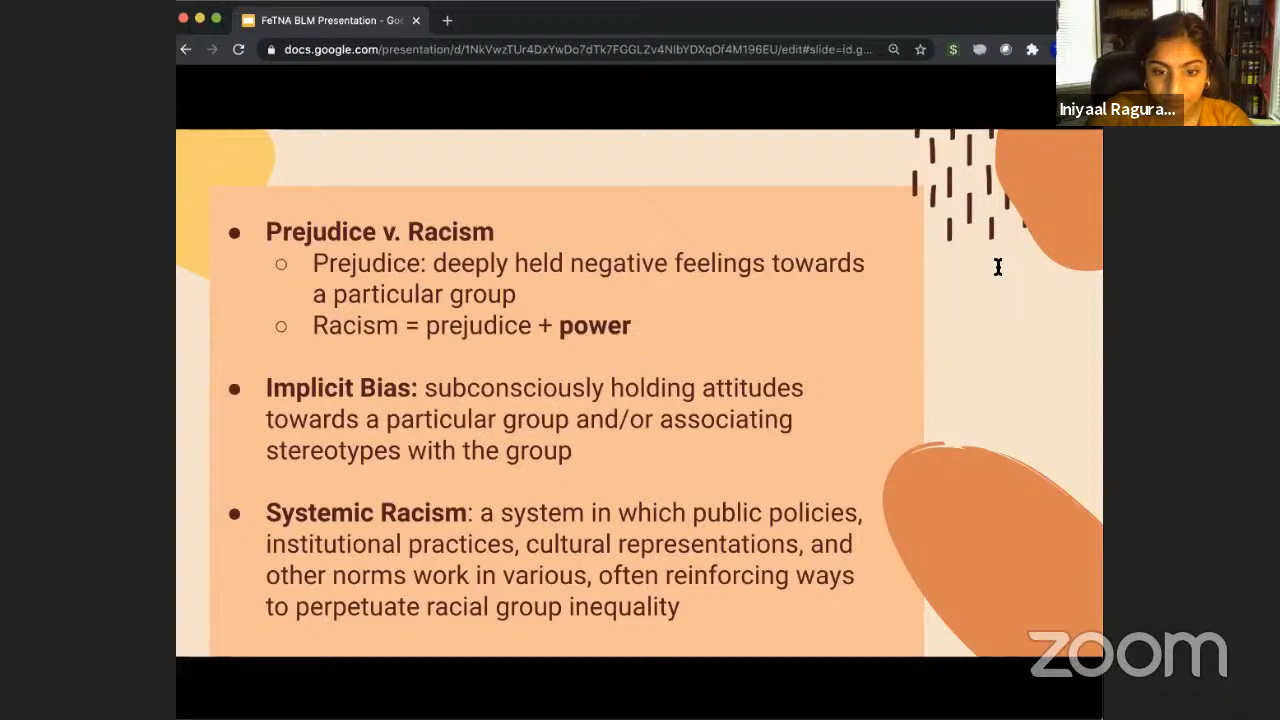 FeTNA BLM Presentation - Goo
docs.google.com/presentation/d/1NkVwzTUr4DxYwDo7dTk7FGGLZv4NIbYDXqOf4M196EU/edit#slide=id.g...
Iniyaal Ragura...
● Prejudice v. Racism
○ Prejudice: deeply held negative feelings towards
a particular group
○ Racism = prejudice + power
● Implicit Bias: subconsciously holding attitudes
towards a particular group and/or associating
stereotypes with the group
● Systemic Racism: a system in which public policies,
institutional practices, cultural representations, and
other norms work in various, often reinforcing ways
to perpetuate racial group inequality
zoom